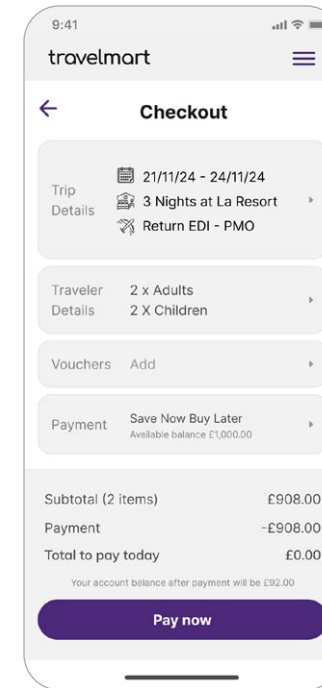 9:41
travelmart
Checkout
Trip Details
21/11/24 - 24/11/24
3 Nights at La Resort
Return EDI - PMO
Traveler Details
2 x Adults
2 X Children
Vouchers Add
Payment
Save Now Buy Later
Available balance £1,000.00
Subtotal (2 items) £908.00
Payment -£908.00
Total to pay today £0.00
Your account balance after payment will be £92.00
Pay now